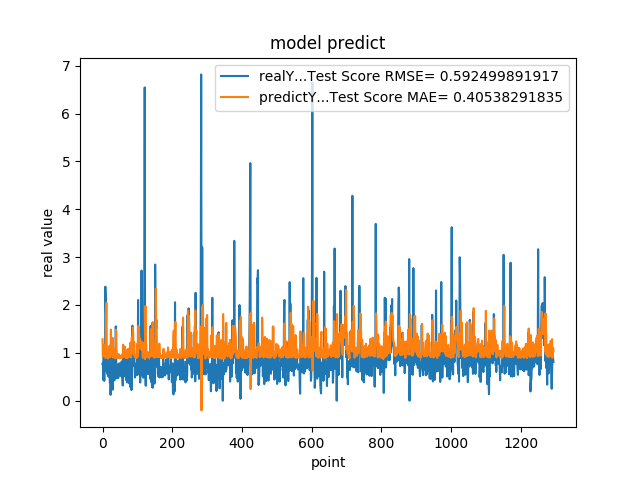 model predict
realY...Test Score RMSE= 0.592499891917
predictY...Test Score MAE= 0.40538291835
7
6
5
4
3
2
1
0
real value
0 200 400 600 800 1000 1200
point